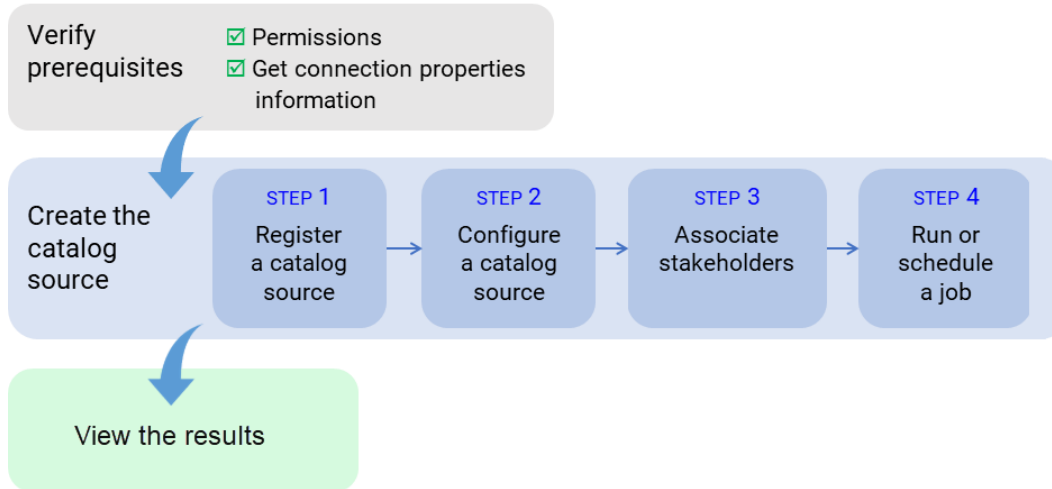 Verify
prerequisites
Permissions
Get connection properties
information
Create the
catalog
source
STEP 1
Register
a catalog
source
STEP 2
Configure
a catalog
source
STEP 3
Associate
stakeholders
STEP 4
Run or
schedule
a job
View the results